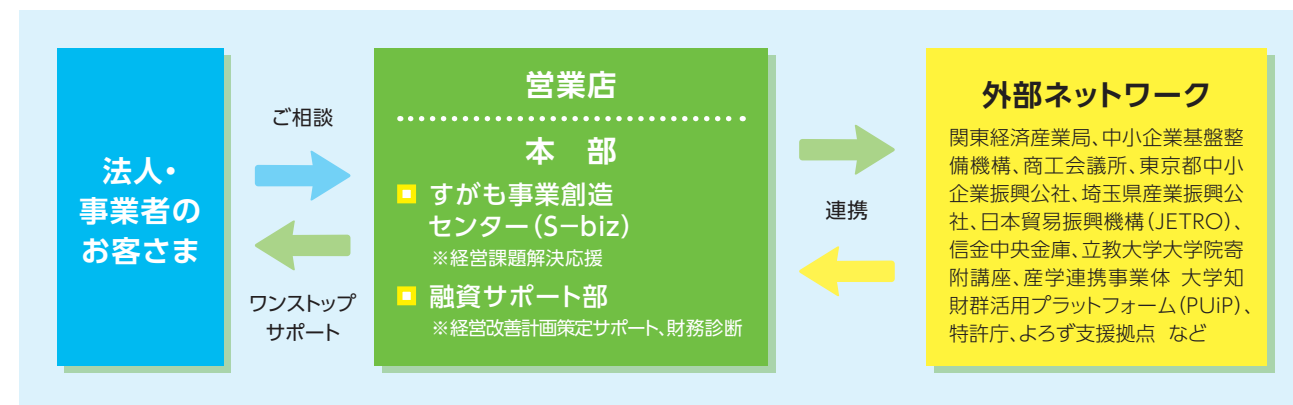 法人・
事業者の
お客さま
ご相談
ワンストップ
サポート
営業店
本　部
すがも事業創造
センター(S-biz)
※経営課題解決応援
融資サポート部
※経営改善計画策定サポート、財務診断
連携
外部ネットワーク
関東経済産業局、中小企業基盤整
備機構、商工会議所、東京都中小
企業振興公社、埼玉県産業振興公
社、日本貿易振興機構(JETRO)、
信金中央金庫、立教大学大学院寄
附講座、産学連携事業体 大学知
財群活用プラットフォーム(PUiP)、
特許庁、よろず支援拠点 など